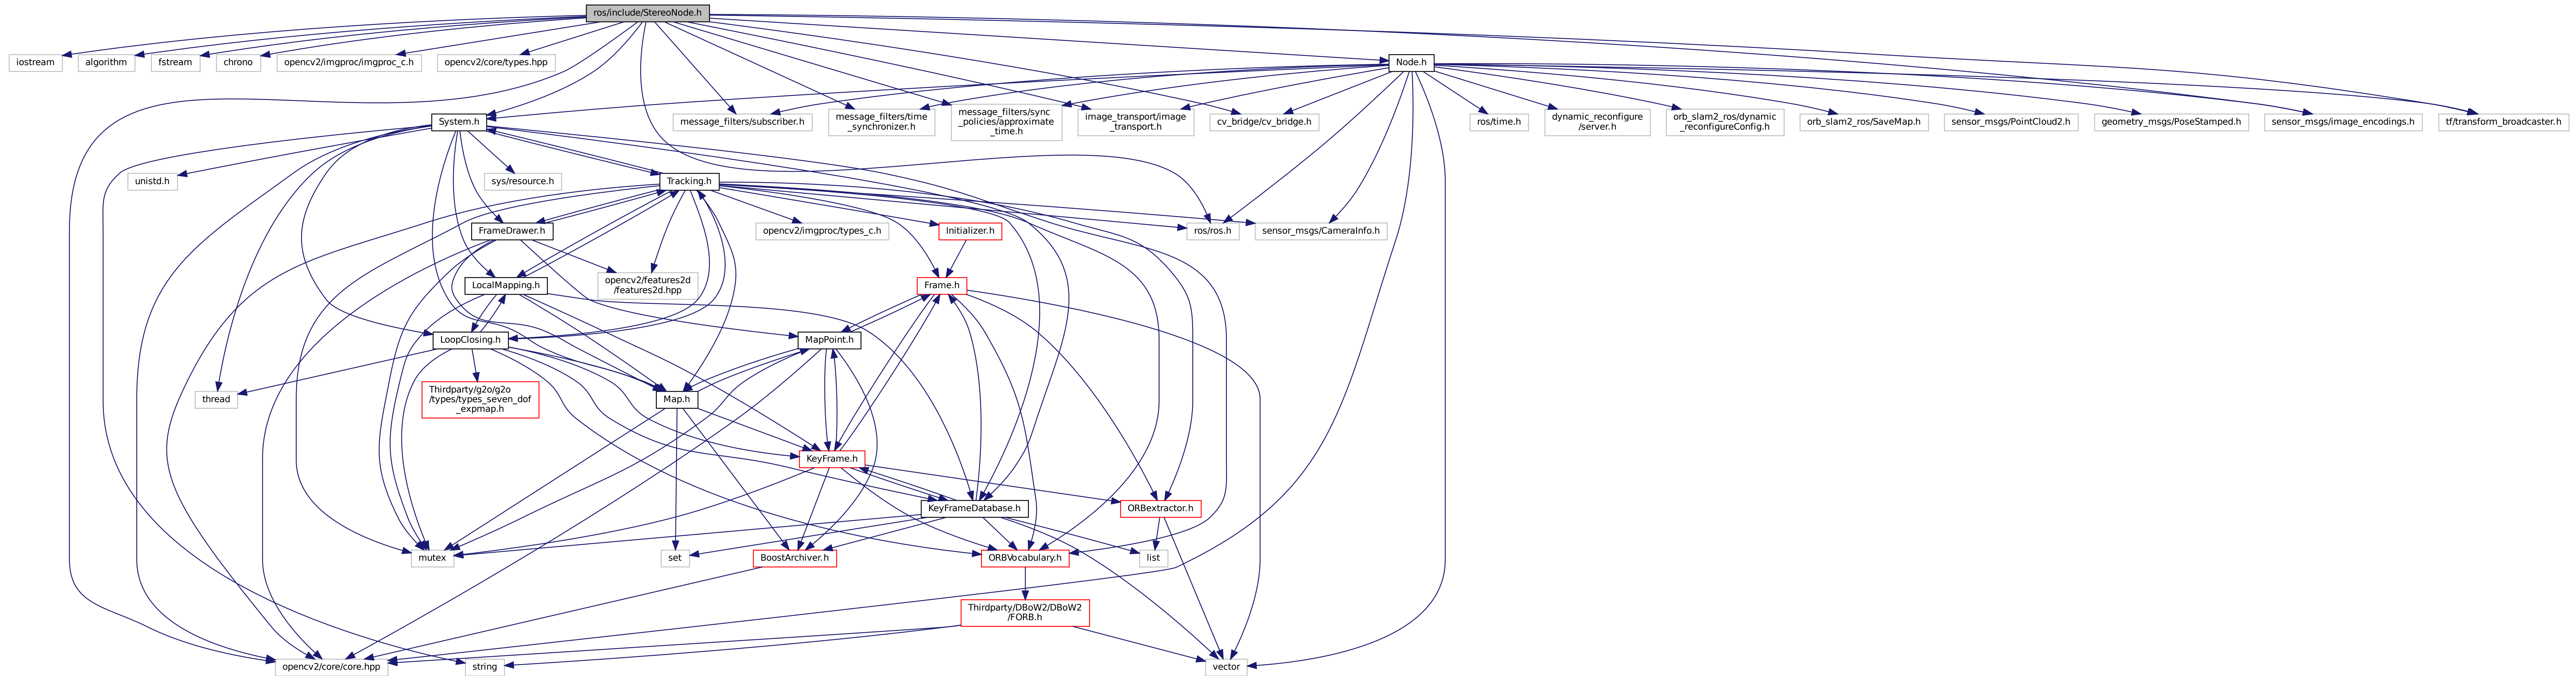 ros/include/StereoNode.h
iostream
algorithm
fstream
chrono
opencv2/imgproc/imgproc_c.h
opencv2/core/types.hpp
Node.h
System.h
message_filters/subscriber.h
message_filters/time
_synchronizer.h
message_filters/sync
_policies/approximate
_time.h
image_transport/image
_transport.h
cv_bridge/cv_bridge.h
ros/time.h
dynamic_reconfigure
/server.h
orb_slam2_ros/dynamic
_reconfigureConfig.h
orb_slam2_ros/SaveMap.h
sensor_msgs/PointCloud2.h
geometry_msgs/PoseStamped.h
sensor_msgs/image_encodings.h
tf/transform_broadcaster.h
unistd.h
sys/resource.h
Tracking.h
FrameDrawer.h
opencv2/imgproc/types_c.h
Initializer.h
ros/ros.h
sensor_msgs/CameraInfo.h
LocalMapping.h
opencv2/features2d
/features2d.hpp
Frame.h
LoopClosing.h
MapPoint.h
thread
Thirdparty/g2o/g2o
/types/types_seven_dof
_expmap.h
Map.h
KeyFrame.h
KeyFrameDatabase.h
ORBextractor.h
mutex
set
BoostArchiver.h
ORBVocabulary.h
list
Thirdparty/DBoW2/DBoW2
/FORB.h
opencv2/core/core.hpp
string
vector